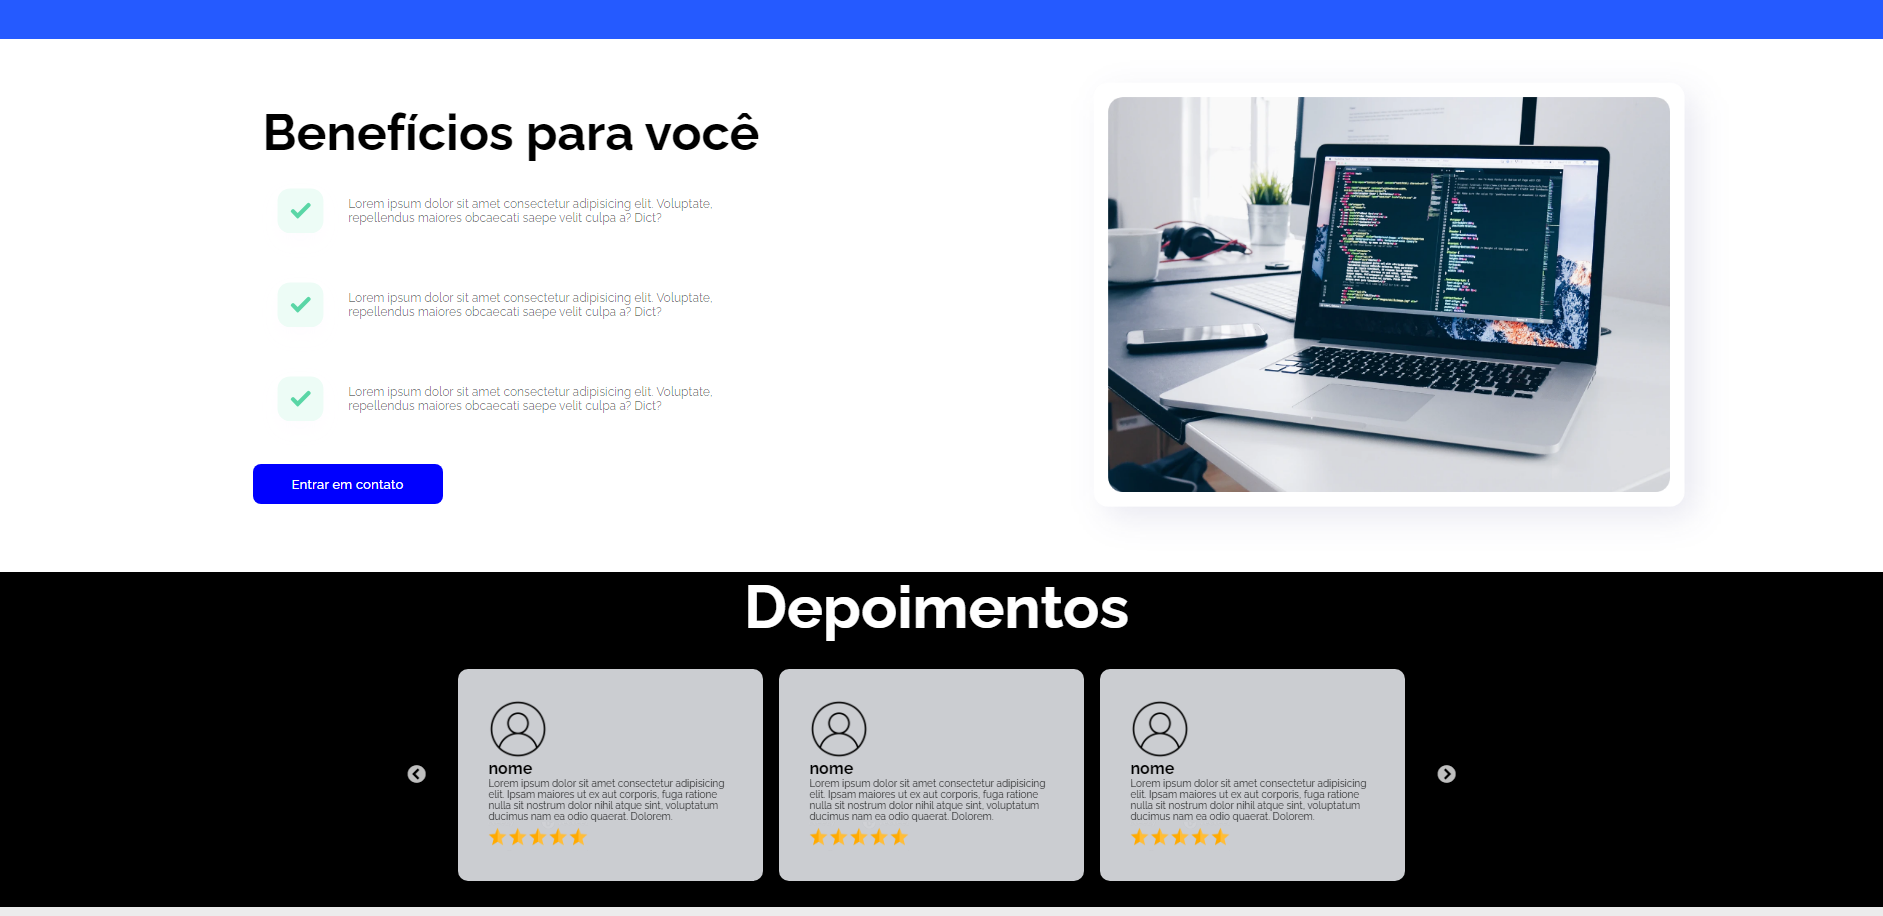 Benefícios para você
Lorem ipsum dolor sit amet consectetur adipisicing elit. Voluptate,
repellendus maiores obcaecati saepe velit culpa a? Dict?
Lorem ipsum dolor sit amet consectetur adipisicing elit. Voluptate,
repellendus maiores obcaecati saepe velit culpa a? Dict?
Lorem ipsum dolor sit amet consectetur adipisicing elit. Voluptate,
repellendus maiores obcaecati saepe velit culpa a? Dict?
Entrar em contato
Depoimentos
nome
Lorem ipsum dolor sit amet consectetur adipisicing
elit. Ipsam maiores ut ex aut corporis, fuga ratione
nulla sit nostrum dolor nihil atque sint, voluptatum
ducimus nam ea odio quaerat. Dolorem.
nome
Lorem ipsum dolor sit amet consectetur adipisicing
elit. Ipsam maiores ut ex aut corporis, fuga ratione
nulla sit nostrum dolor nihil atque sint, voluptatum
ducimus nam ea odio quaerat. Dolorem.
nome
Lorem ipsum dolor sit amet consectetur adipisicing
elit. Ipsam maiores ut ex aut corporis, fuga ratione
nulla sit nostrum dolor nihil atque sint, voluptatum
ducimus nam ea odio quaerat. Dolorem.